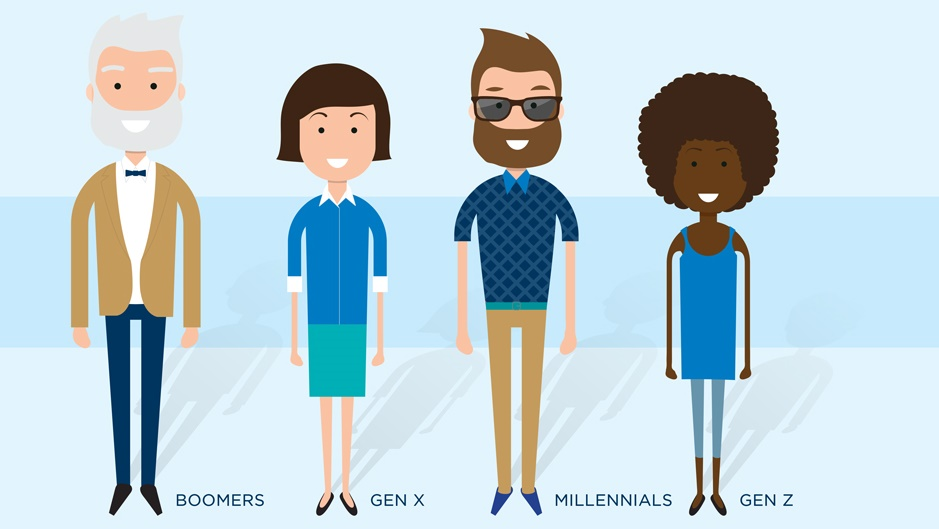 BOOMERS
GEN X
MILLENNIALS
GEN Z